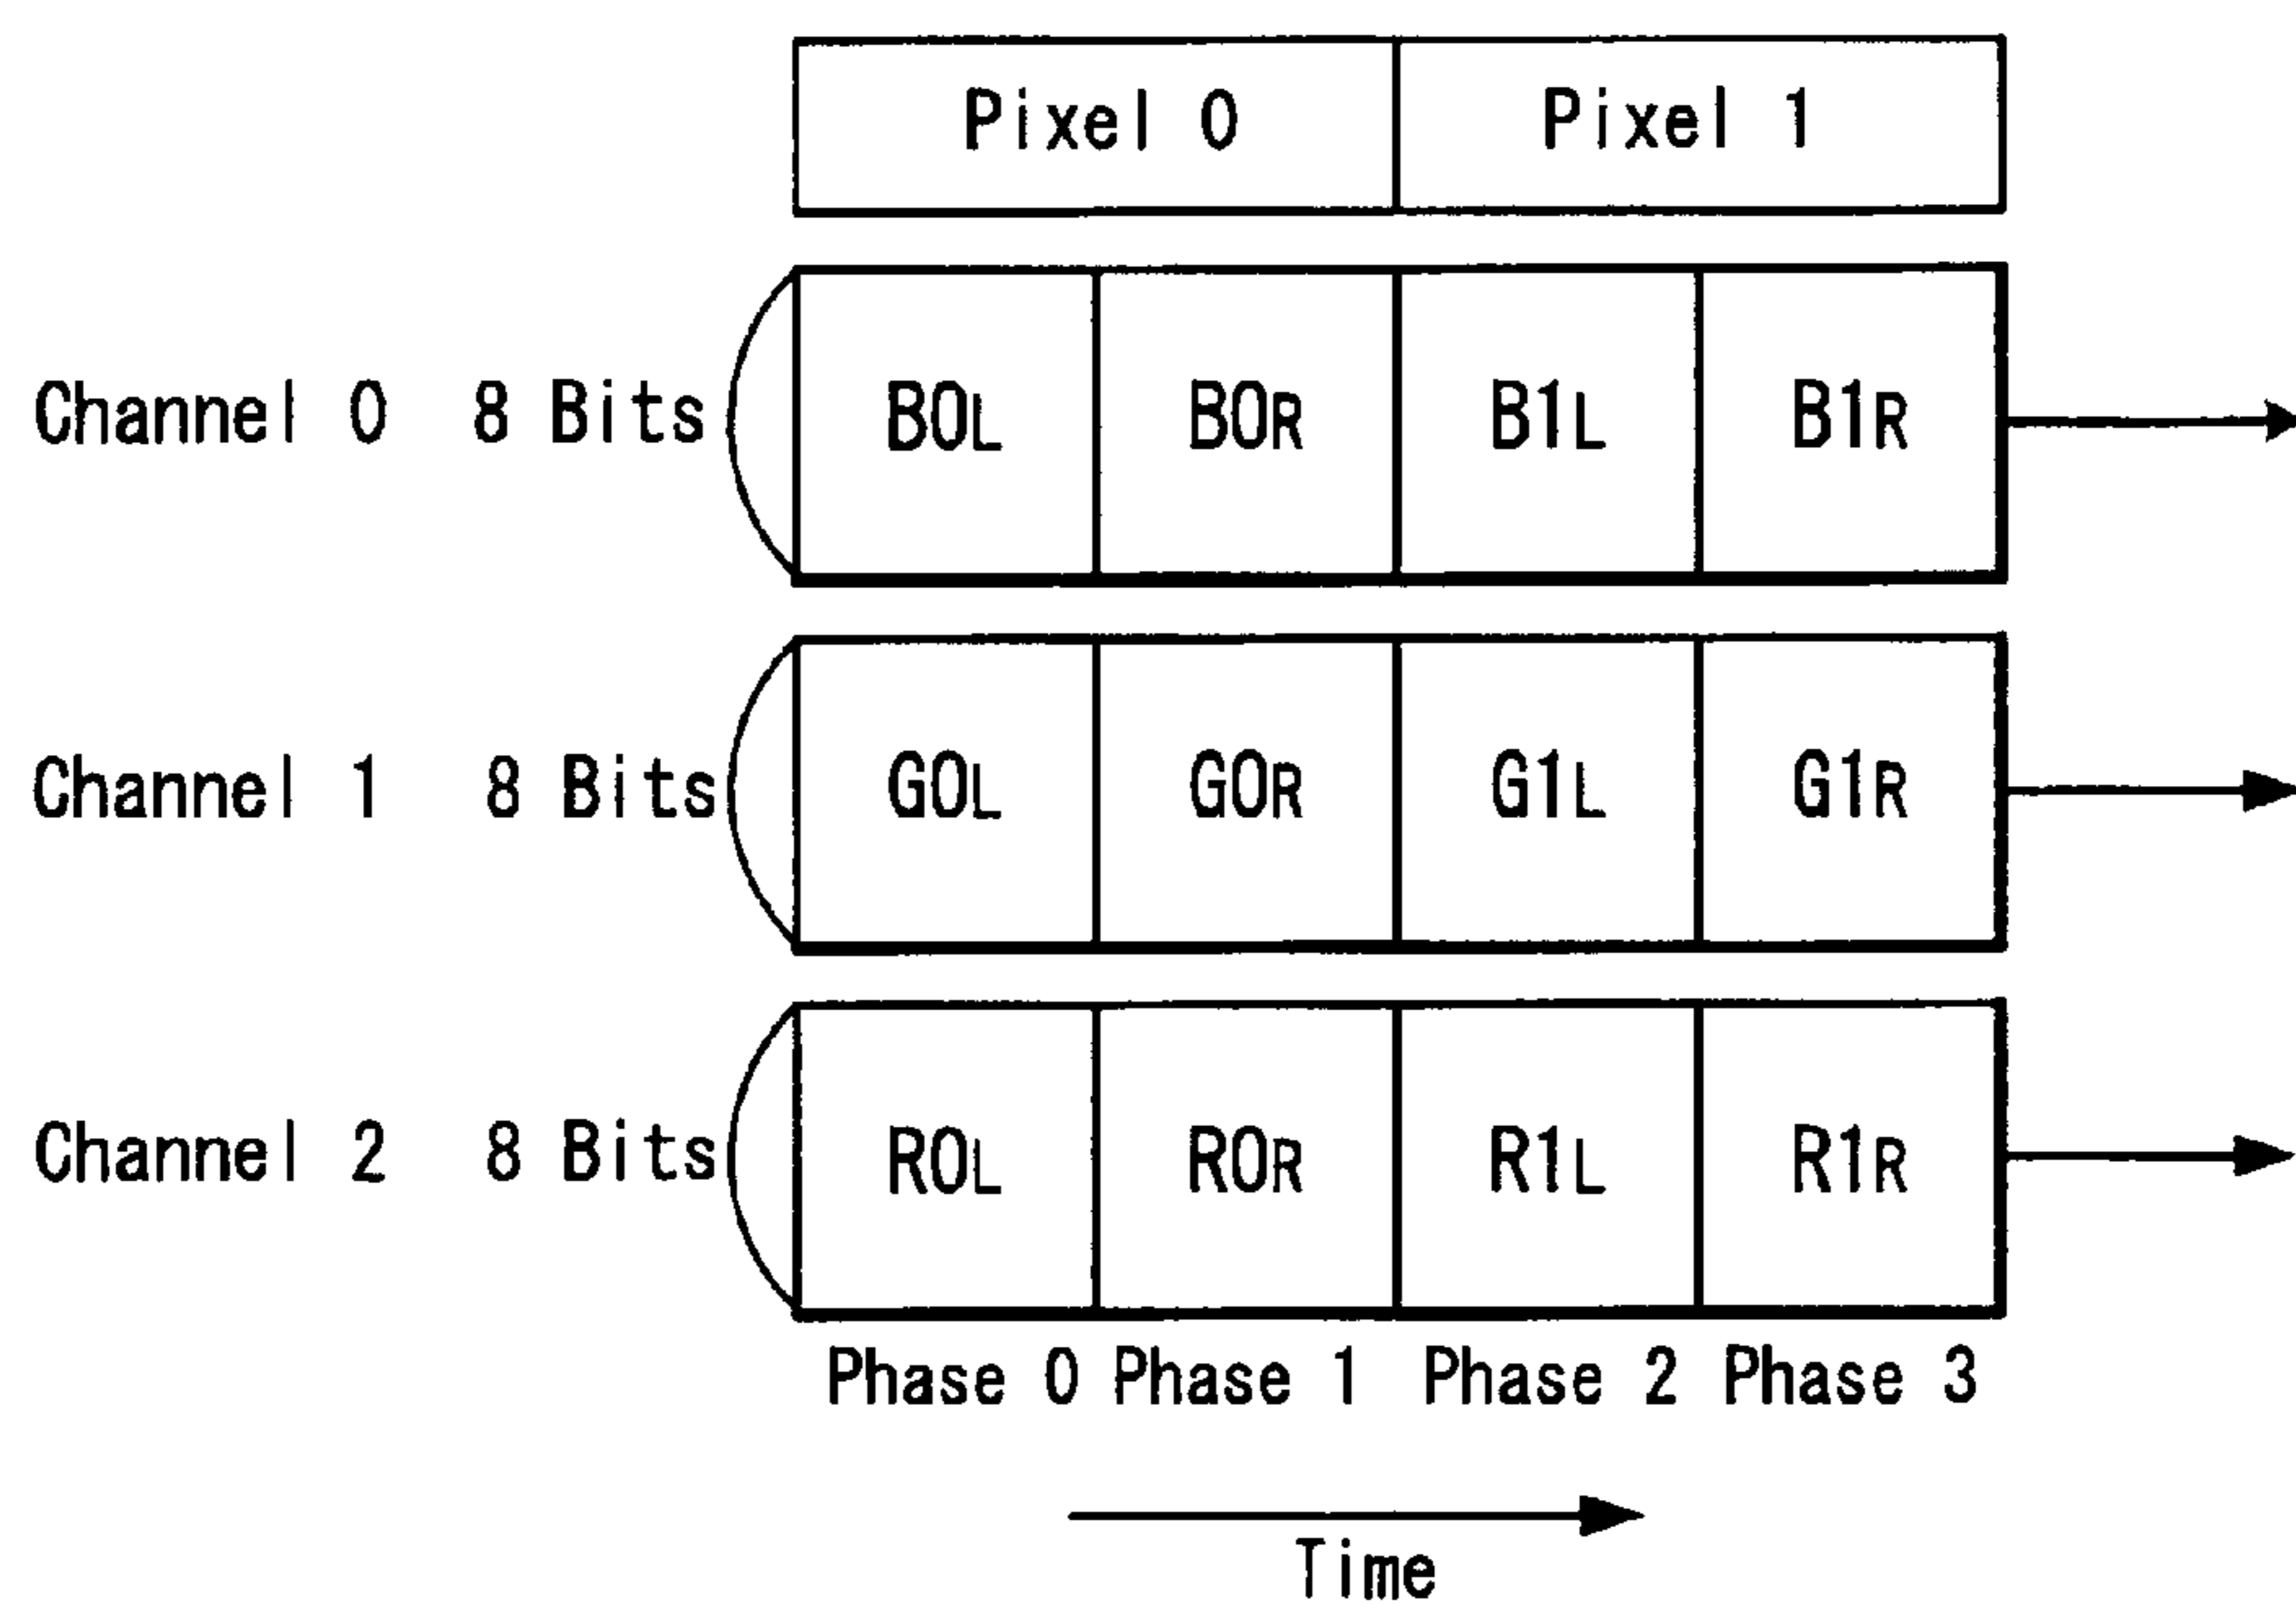 Pixel 0 Pixel 1
Channel 0 8 Bits B0L B0R B1L B1R
Channel 1 8 Bits G0L G0R G1L G1R
Channel 2 8 Bits R0L R0R R1L R1R
Phase 0 Phase 1 Phase 2 Phase 3
Time